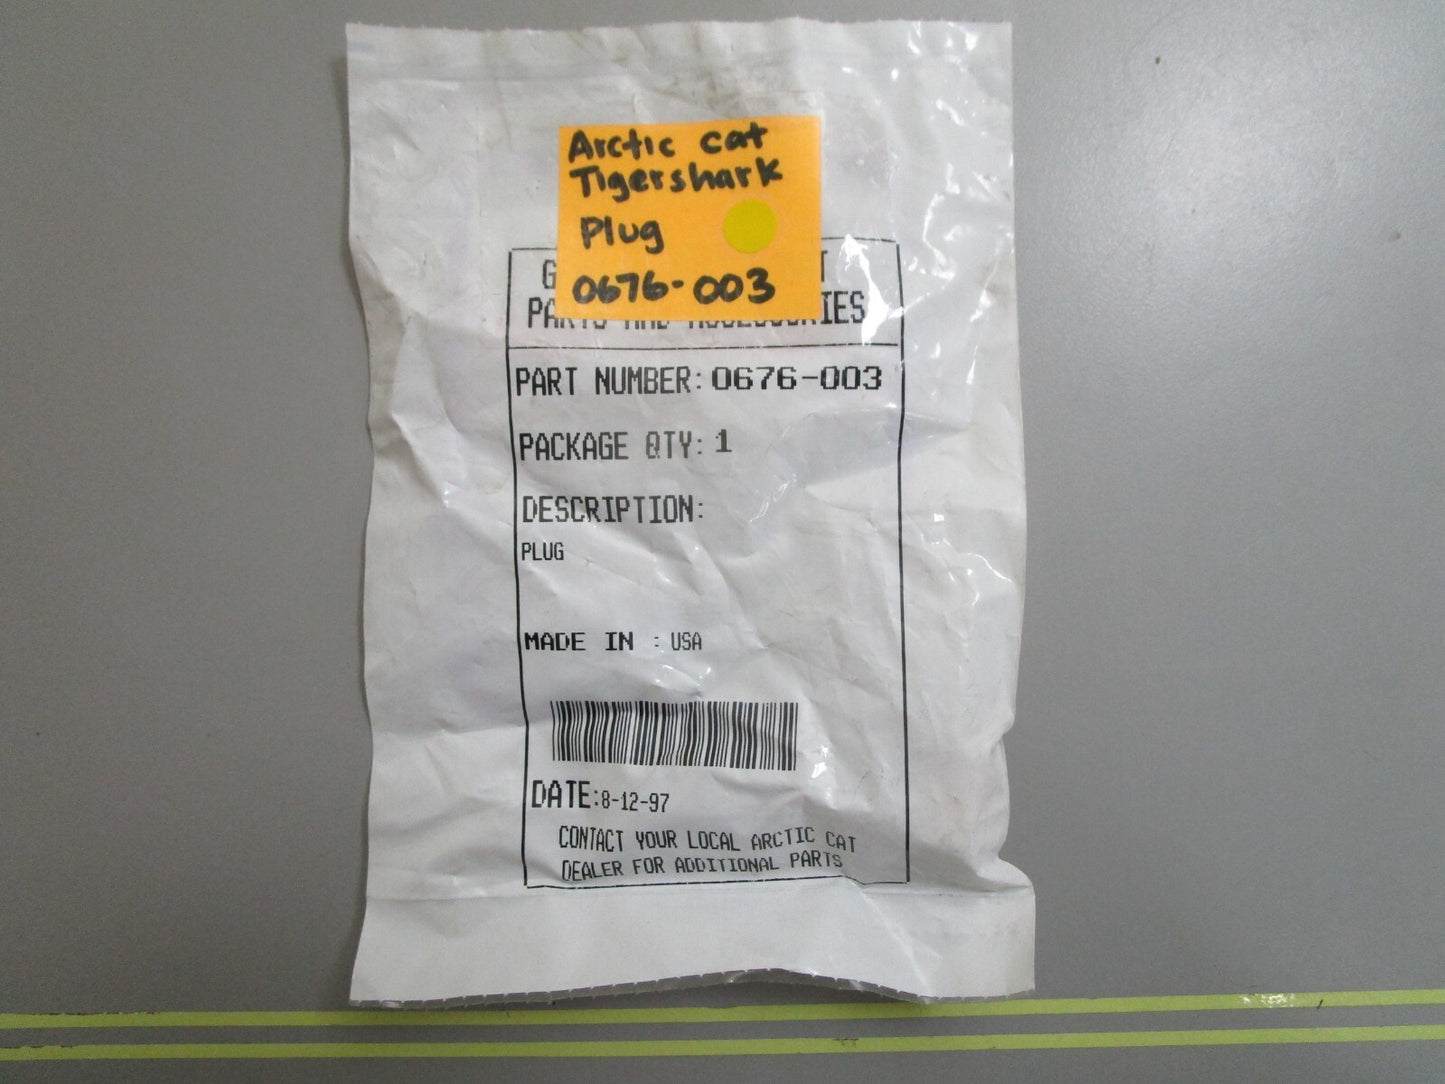 Arctic cat
Tigershark
Plug
0676-003
PART NUMBER: 0676-003
PACKAGE QTY: 1
DESCRIPTION:
PLUG
MADE IN : USA
DATE: 8-12-97
CONTACT YOUR LOCAL ARCTIC CAT
DEALER FOR ADDITIONAL PARTS